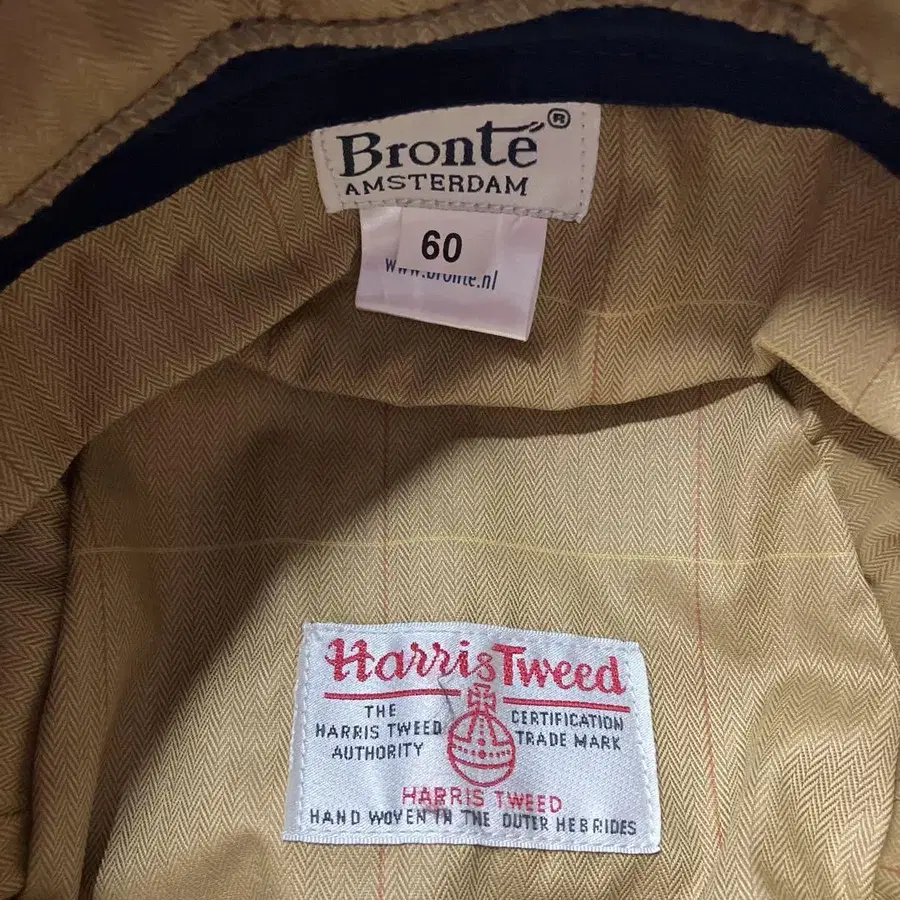 Bronté®
AMSTERDAM
60
www.bronte.nl
Harris Tweed
THE
HARRIS TWEED
AUTHORITY
CERTIFICATION
TRADE MARK
HARRIS TWEED
HAND WOVEN IN THE OUTER HEBRIDES